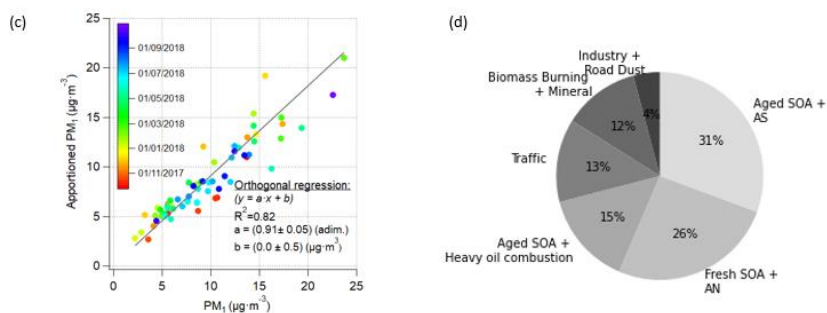 (c)
25
20
15
10
5
0
Apportioned PM₁ (µg·m⁻³)
01/09/2018
01/07/2018
01/05/2018
01/03/2018
01/01/2018
01/11/2017
Orthogonal regression:
(y = a·x + b)
R²=0.82
a = (0.91± 0.05) (adim.)
b = (0.0 ± 0.5) (µg·m⁻³)
0 5 10 15 20 25
PM₁ (µg·m⁻³)
(d)
Industry +
Road Dust
4%
Biomass Burning
+ Mineral
12%
Traffic
13%
Aged SOA +
Heavy oil combustion
15%
Fresh SOA +
AN
26%
Aged SOA +
AS
31%